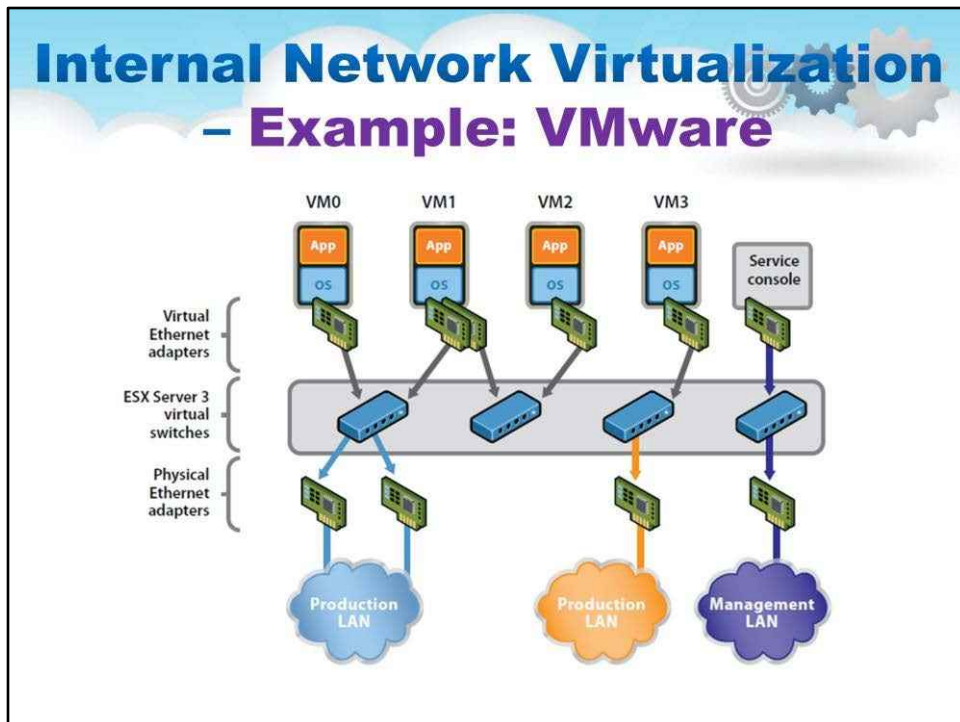 Internal Network Virtualization
– Example: VMware
VM0
VM1
VM2
VM3
App
App
App
App
OS
OS
OS
OS
Service
console
Virtual
Ethernet
adapters
ESX Server 3
virtual
switches
Physical
Ethernet
adapters
Production
LAN
Production
LAN
Management
LAN